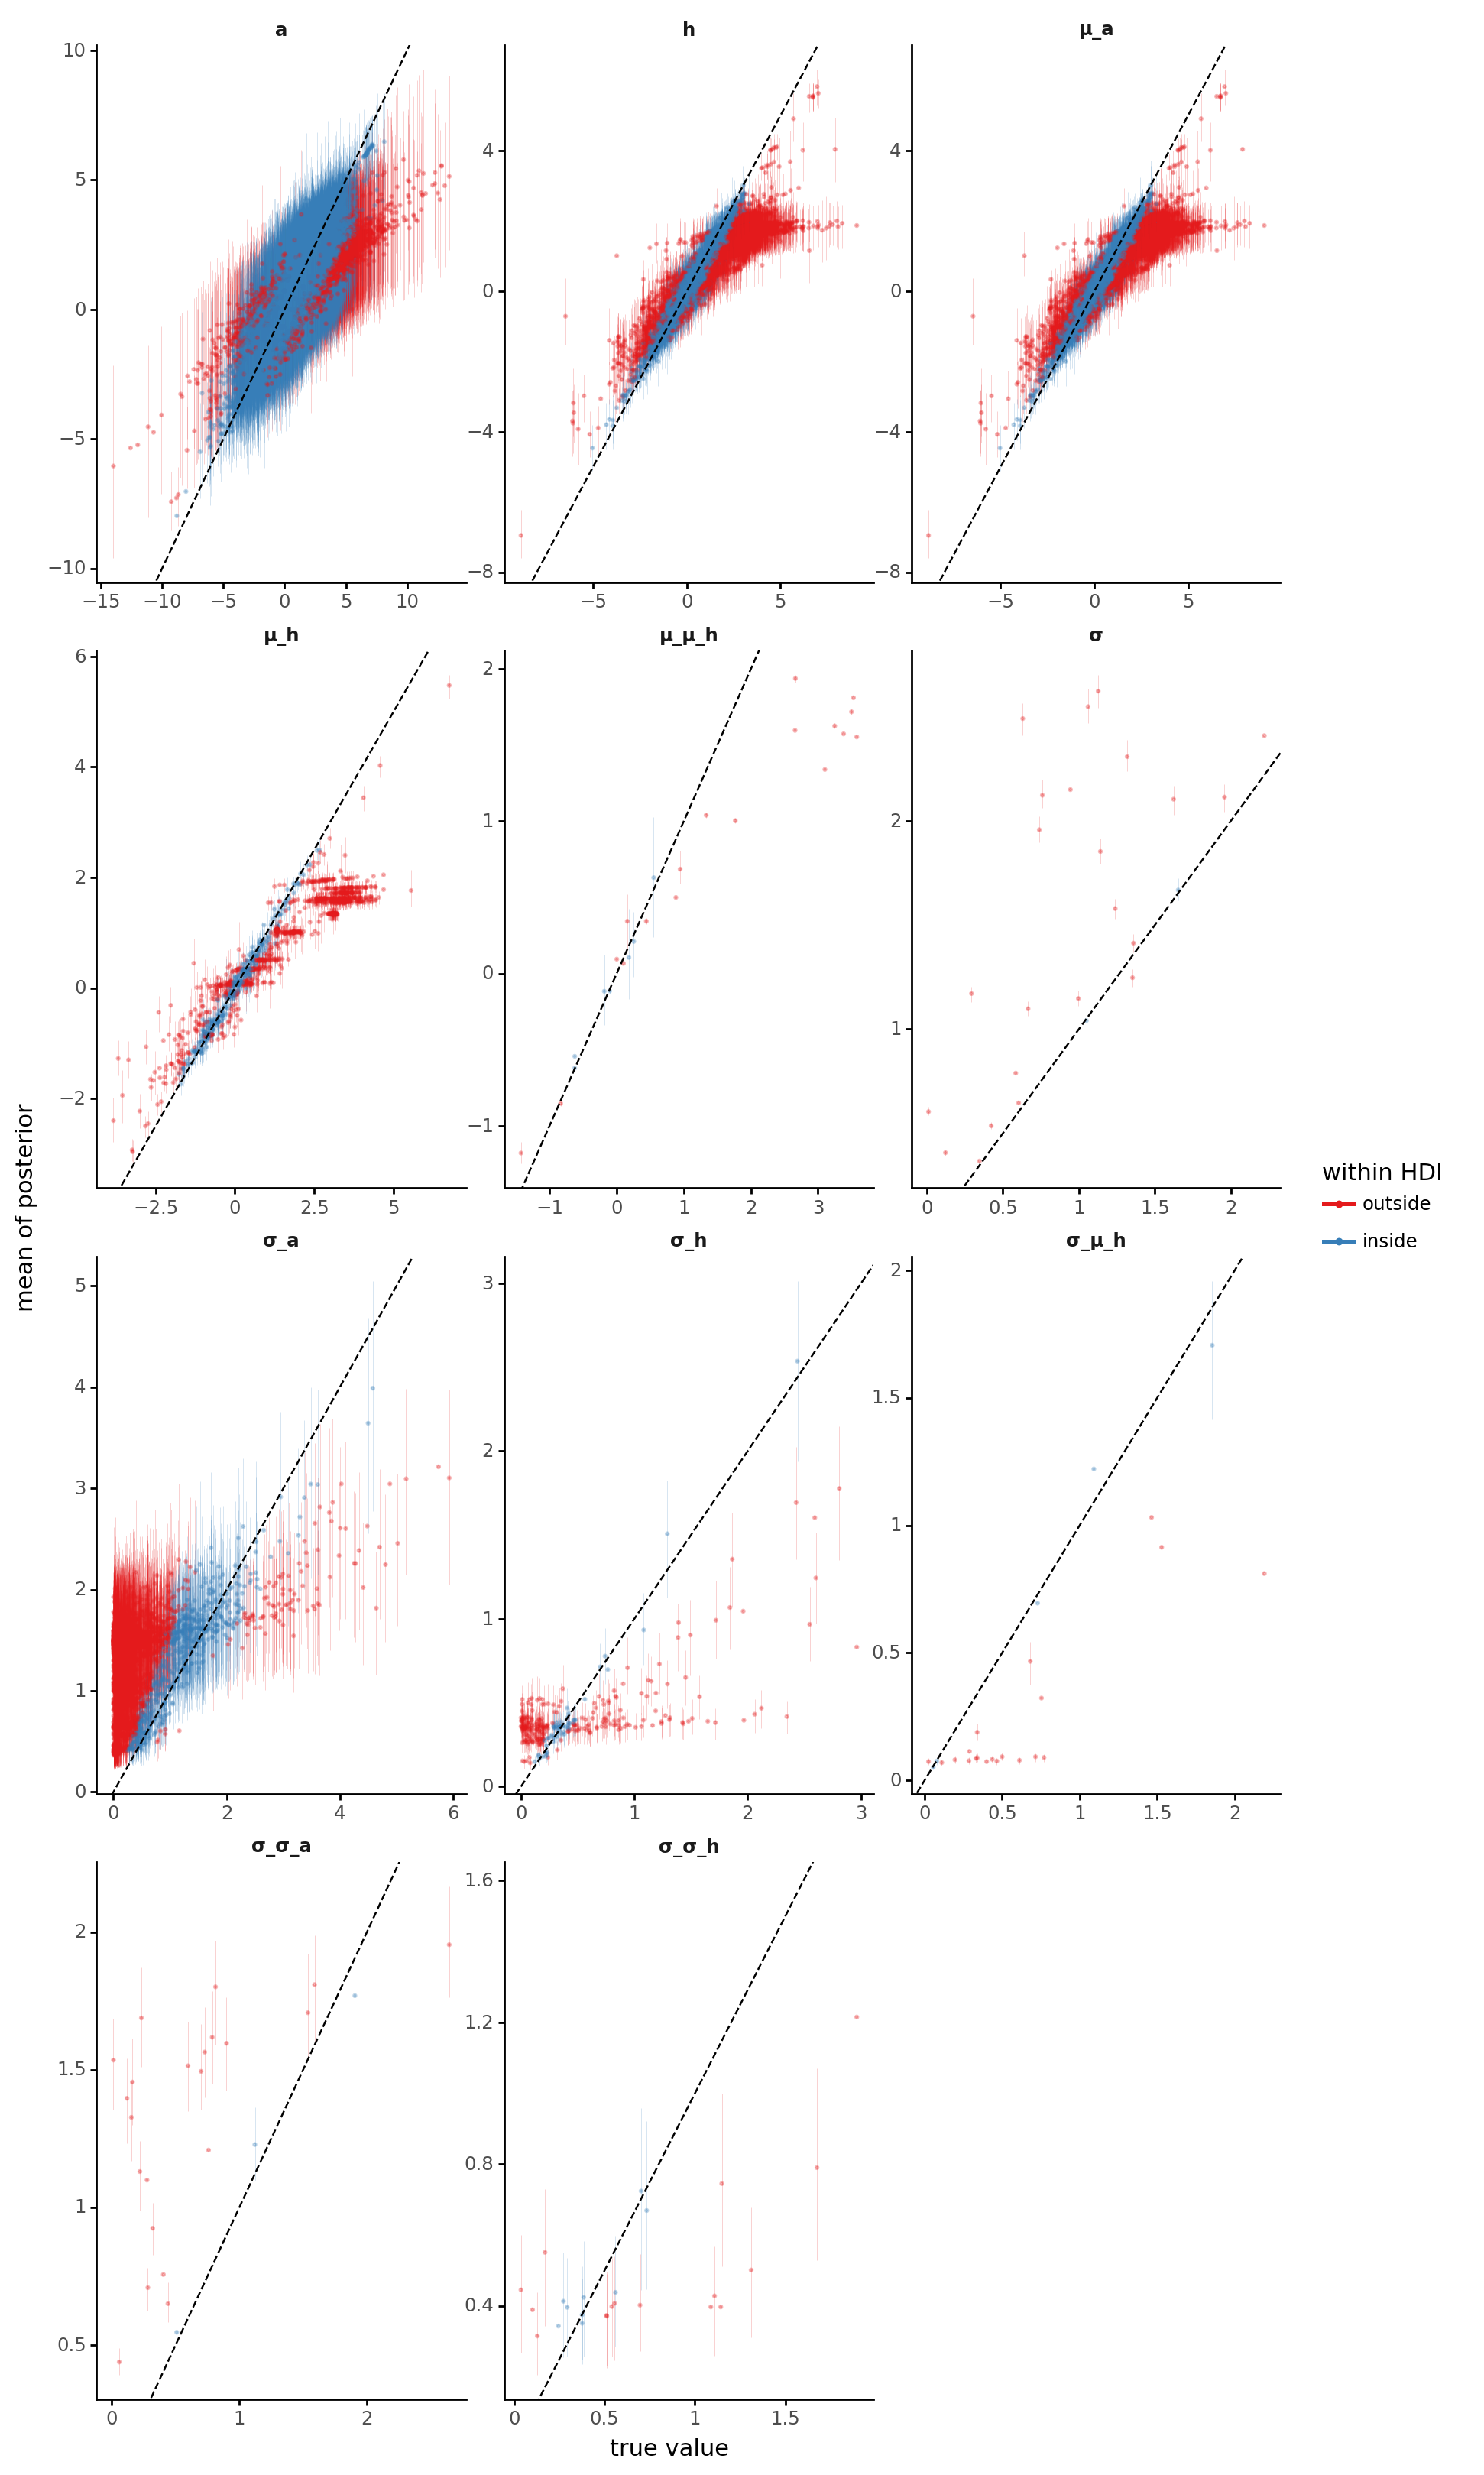 a h μ_a
10
5
0
−5
−10
4
0
−4
−8
4
0
−4
−8
−15 −10 −5 0 5 10
−5 0 5
−5 0 5
μ_h μ_μ_h σ
6
4
2
0
−2
2
1
0
−1
2
1
−2.5 0 2.5 5
−1 0 1 2 3
0 0.5 1 1.5 2
mean of posterior
within HDI
outside
inside
σ_a σ_h σ_μ_h
5
4
3
2
1
0
3
2
1
0
2
1.5
1
0.5
0
0 2 4 6
0 1 2 3
0 0.5 1 1.5 2
σ_σ_a σ_σ_h
2
1.5
1
0.5
1.6
1.2
0.8
0.4
0 1 2
0 0.5 1 1.5
true value